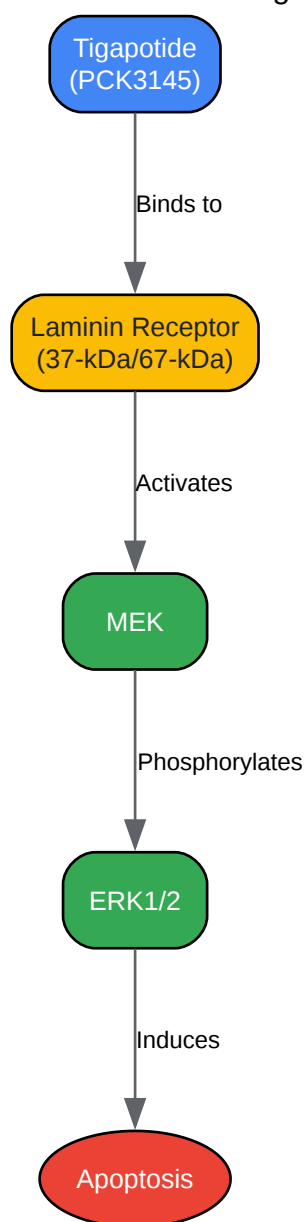 Tigapotide
(PCK3145)
Binds to
Laminin Receptor
(37-kDa/67-kDa)
Activates
MEK
Phosphorylates
ERK1/2
Induces
Apoptosis